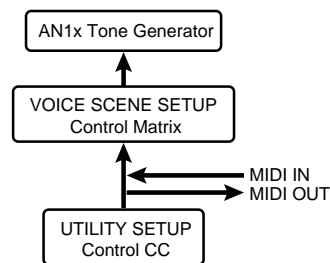 AN1x Tone Generator
VOICE SCENE SETUP
Control Matrix
MIDI IN
MIDI OUT
UTILITY SETUP
Control CC